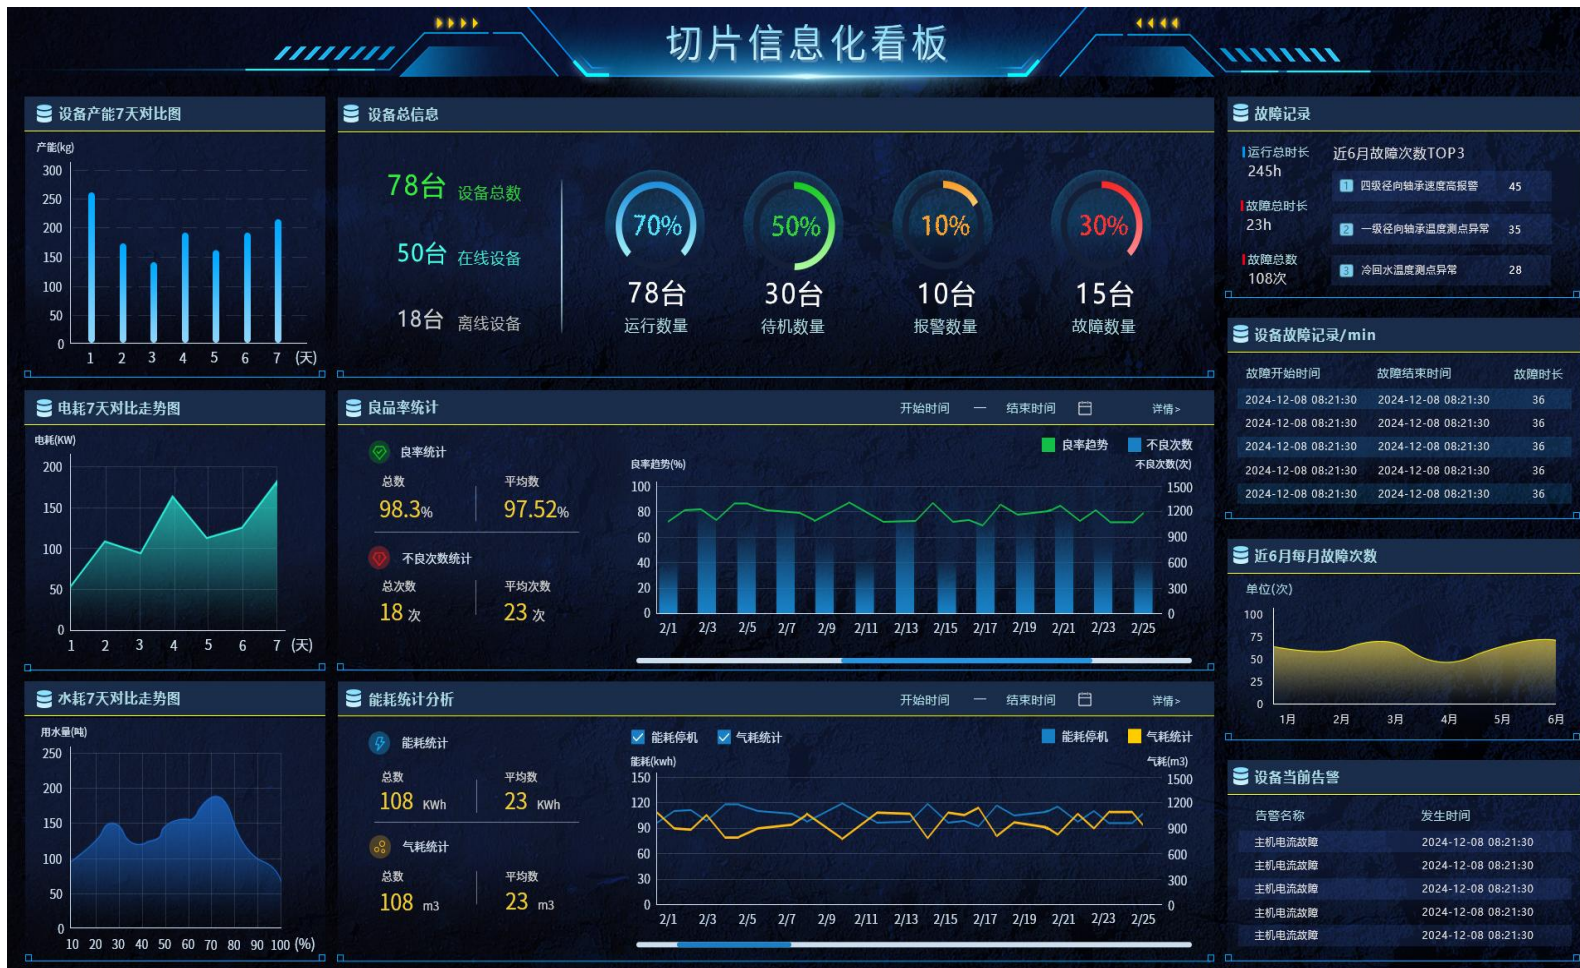 切片信息化看板
设备产能7天对比图
产能(kg)
300
250
200
150
100
50
0
1 2 3 4 5 6 7 (天)
设备总信息
78台 设备总数
50台 在线设备
18台 离线设备
70% 50% 10% 30%
78台 30台 10台 15台
运行数量 待机数量 报警数量 故障数量
故障记录
运行总时长
245h
故障总时长
23h
故障总数
108次
近6月故障次数TOP3
1 四级径向轴承速度高报警 45
2 一级径向轴承温度测点异常 35
3 冷回水温度测点异常 28
设备故障记录/min
故障开始时间 故障结束时间 故障时长
2024-12-08 08:21:30 2024-12-08 08:21:30 36
2024-12-08 08:21:30 2024-12-08 08:21:30 36
2024-12-08 08:21:30 2024-12-08 08:21:30 36
2024-12-08 08:21:30 2024-12-08 08:21:30 36
2024-12-08 08:21:30 2024-12-08 08:21:30 36
电耗7天对比走势图
电耗(KW)
200
150
100
50
0
1 2 3 4 5 6 7 (天)
良品率统计
开始时间 — 结束时间 详情>
良率统计
总数 平均数
98.3% 97.52%
不良次数统计
总次数 平均次数
18 次 23 次
良率趋势 不良次数
良率趋势(%) 不良次数(次)
100 1500
80 1200
60 900
40 600
20 300
0 0
2/1 2/3 2/5 2/7 2/9 2/11 2/13 2/15 2/17 2/19 2/21 2/23 2/25
近6月每月故障次数
单位(次)
100
75
50
25
0
1月 2月 3月 4月 5月 6月
水耗7天对比走势图
用水量(吨)
250
200
150
100
50
0
10 20 30 40 50 60 70 80 90 100 (%)
能耗统计分析
开始时间 — 结束时间 详情>
能耗统计
总数 平均数
108 KWh 23 KWh
气耗统计
总数 平均数
108 m3 23 m3
能耗停机 气耗统计 能耗停机 气耗统计
能耗(kwh) 气耗(m3)
150 1500
120 1200
90 900
60 600
30 300
0 0
2/1 2/3 2/5 2/7 2/9 2/11 2/13 2/15 2/17 2/19 2/21 2/23 2/25
设备当前告警
告警名称 发生时间
主机电流故障 2024-12-08 08:21:30
主机电流故障 2024-12-08 08:21:30
主机电流故障 2024-12-08 08:21:30
主机电流故障 2024-12-08 08:21:30
主机电流故障 2024-12-08 08:21:30